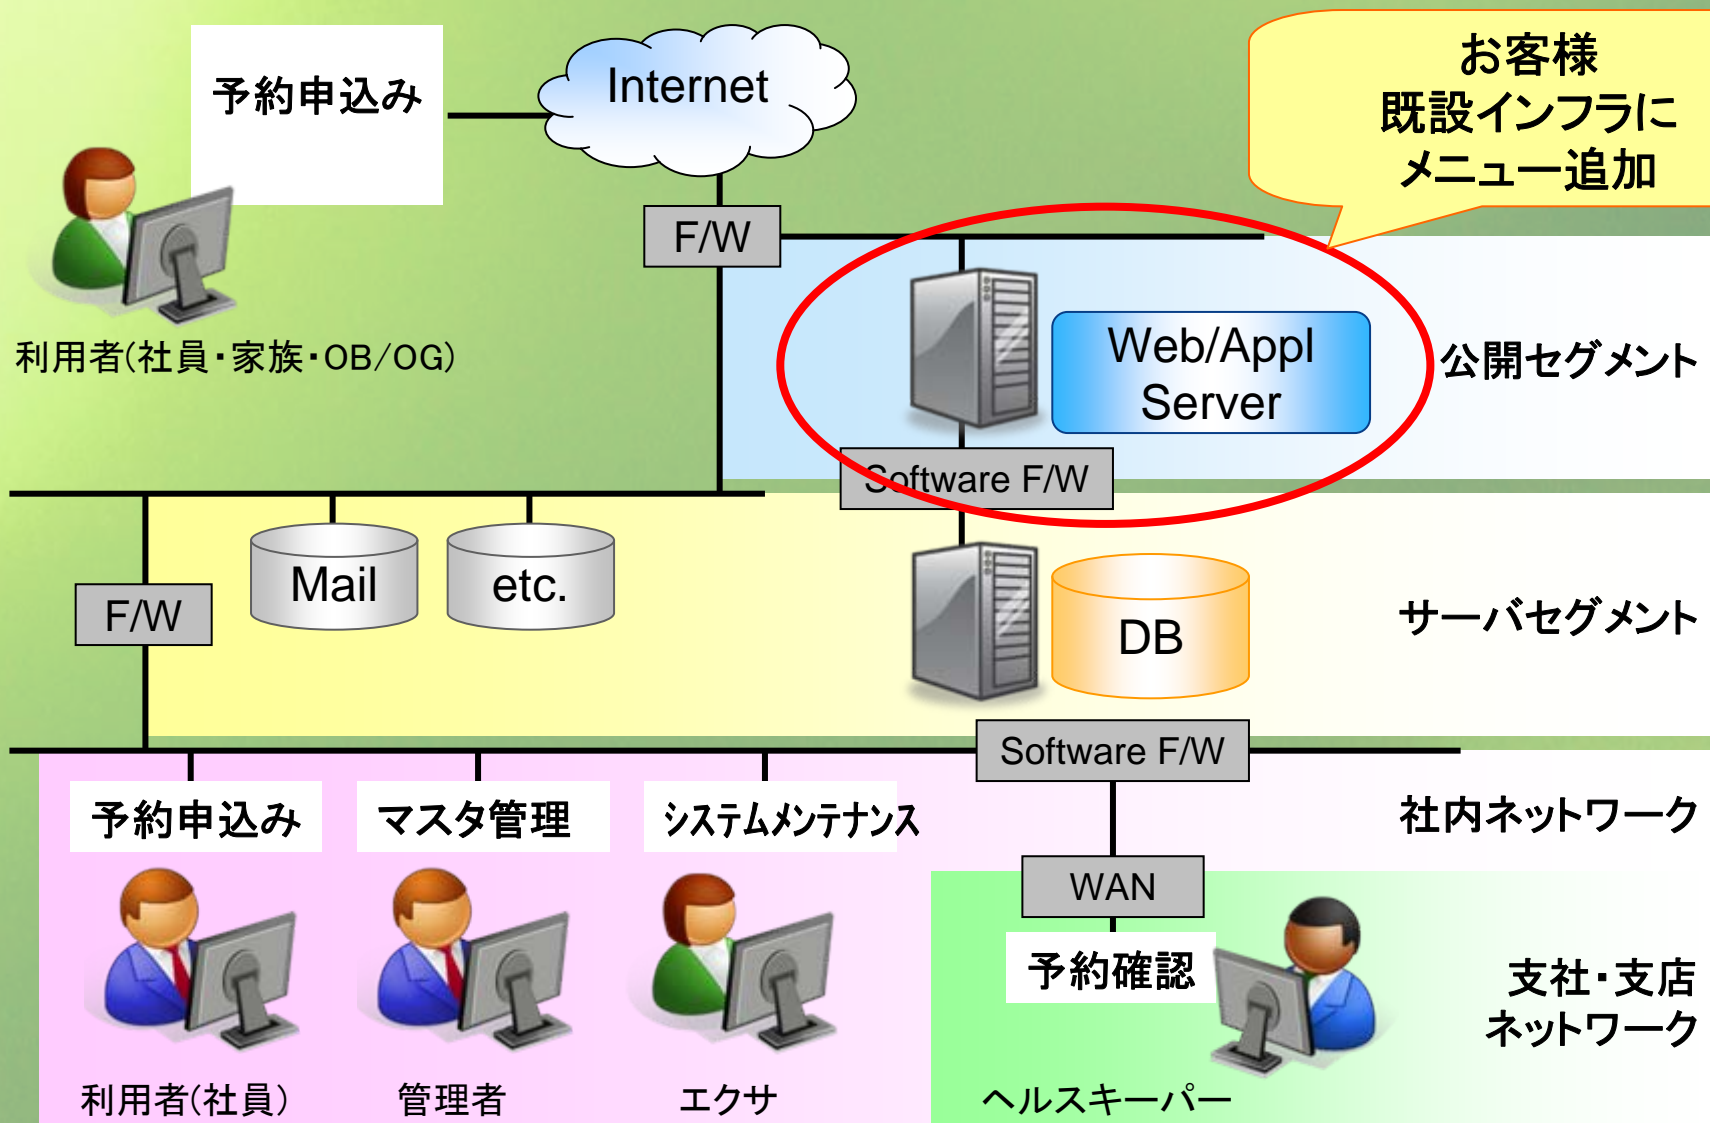 予約申込み
Internet
お客様
既設インフラに
メニュー追加
F/W
利用者(社員・家族・OB/OG)
Web/Appl
Server
公開セグメント
Software F/W
Mail
etc.
F/W
DB
サーバセグメント
Software F/W
予約申込み
マスタ管理
システムメンテナンス
社内ネットワーク
WAN
予約確認
支社・支店
ネットワーク
利用者(社員)
管理者
エクサ
ヘルスキーパー